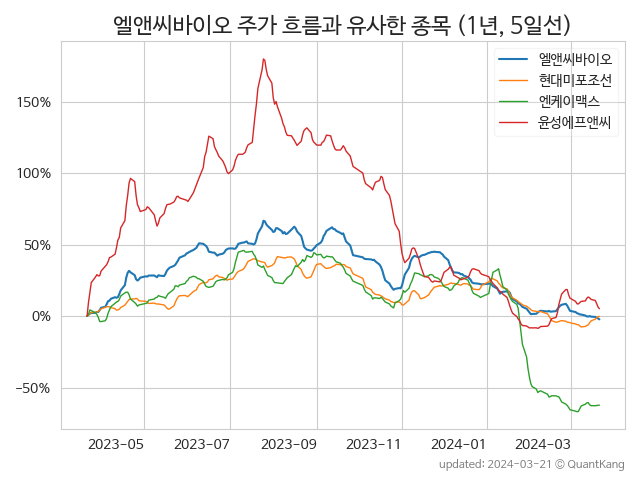 엘앤씨바이오 주가 흐름과 유사한 종목 (1년, 5일선)
엘앤씨바이오
현대미포조선
엔케이맥스
윤성에프앤씨
150%
100%
50%
0%
−50%
2023−05 2023−07 2023−09 2023−11 2024−01 2024−03
updated: 2024−03−21 © QuantKang